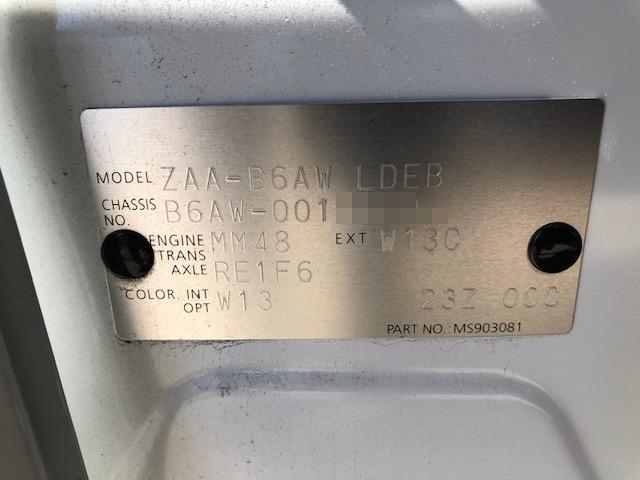 MODEL ZAA-B6AW LDEB
CHASSIS NO. B6AW-001
ENGINE MM48 EXT W13C
TRANS AXLE RE1F6
COLOR. INT OPT W13 23Z 000
PART NO.: MS903081